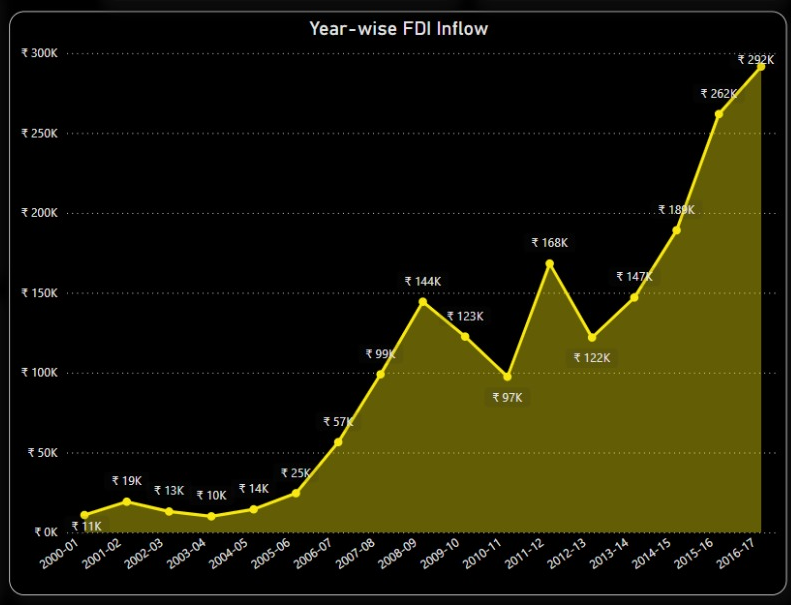 Year-wise FDI Inflow
₹ 300K
₹ 250K
₹ 200K
₹ 150K
₹ 100K
₹ 50K
₹ 0K
₹ 11K
₹ 19K
₹ 13K
₹ 10K
₹ 14K
₹ 25K
₹ 57K
₹ 99K
₹ 144K
₹ 123K
₹ 97K
₹ 168K
₹ 122K
₹ 147K
₹ 189K
₹ 262K
₹ 292K
2000-01
2001-02
2002-03
2003-04
2004-05
2005-06
2006-07
2007-08
2008-09
2009-10
2010-11
2011-12
2012-13
2013-14
2014-15
2015-16
2016-17